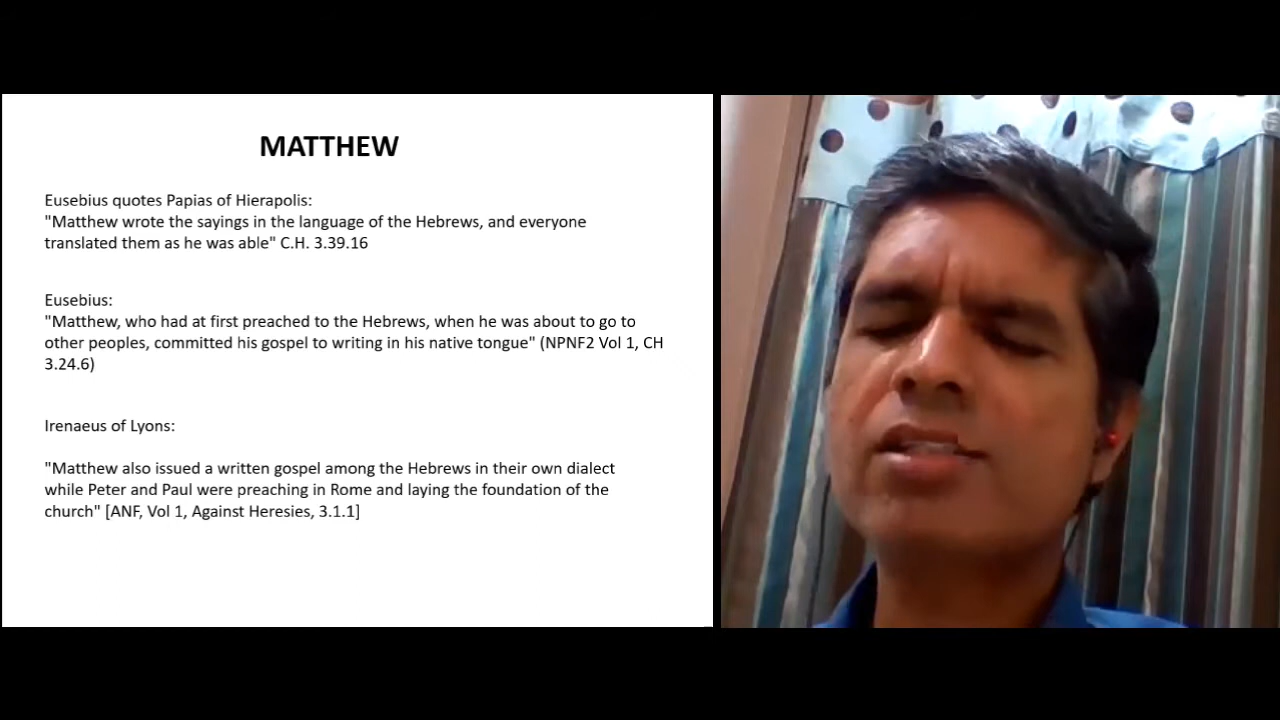 MATTHEW
Eusebius quotes Papias of Hierapolis:
"Matthew wrote the sayings in the language of the Hebrews, and everyone
translated them as he was able" C.H. 3.39.16
Eusebius:
"Matthew, who had at first preached to the Hebrews, when he was about to go to
other peoples, committed his gospel to writing in his native tongue" (NPNF2 Vol 1, CH
3.24.6)
Irenaeus of Lyons:
"Matthew also issued a written gospel among the Hebrews in their own dialect
while Peter and Paul were preaching in Rome and laying the foundation of the
church" [ANF, Vol 1, Against Heresies, 3.1.1]